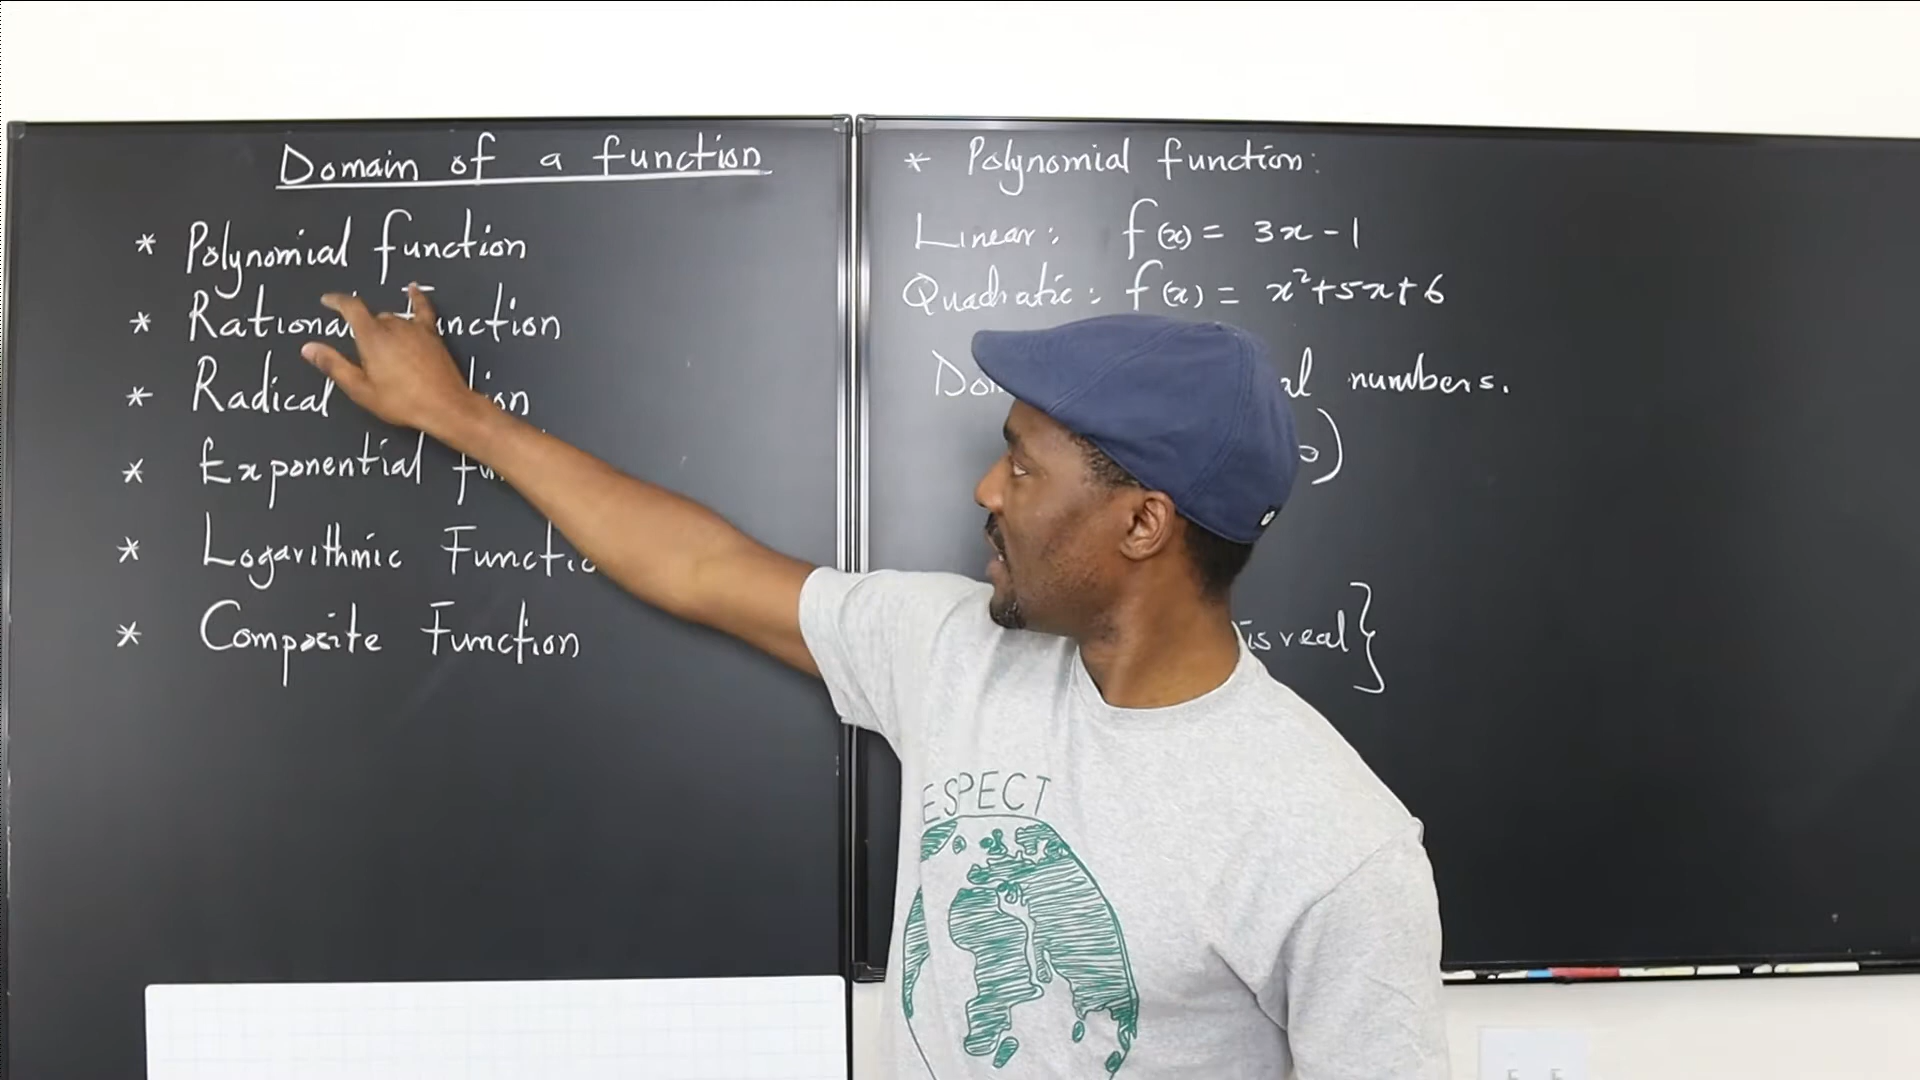 Domain of a function
* Polynomial function
* Rational Function
* Radical
* Exponential
* Logarithmic
* Composite Function
* Polynomial function:
Linear: f(x) = 3x - 1
Quadratic: f(x) = x²+5x+6
numbers.
)
is real}
ESPECT